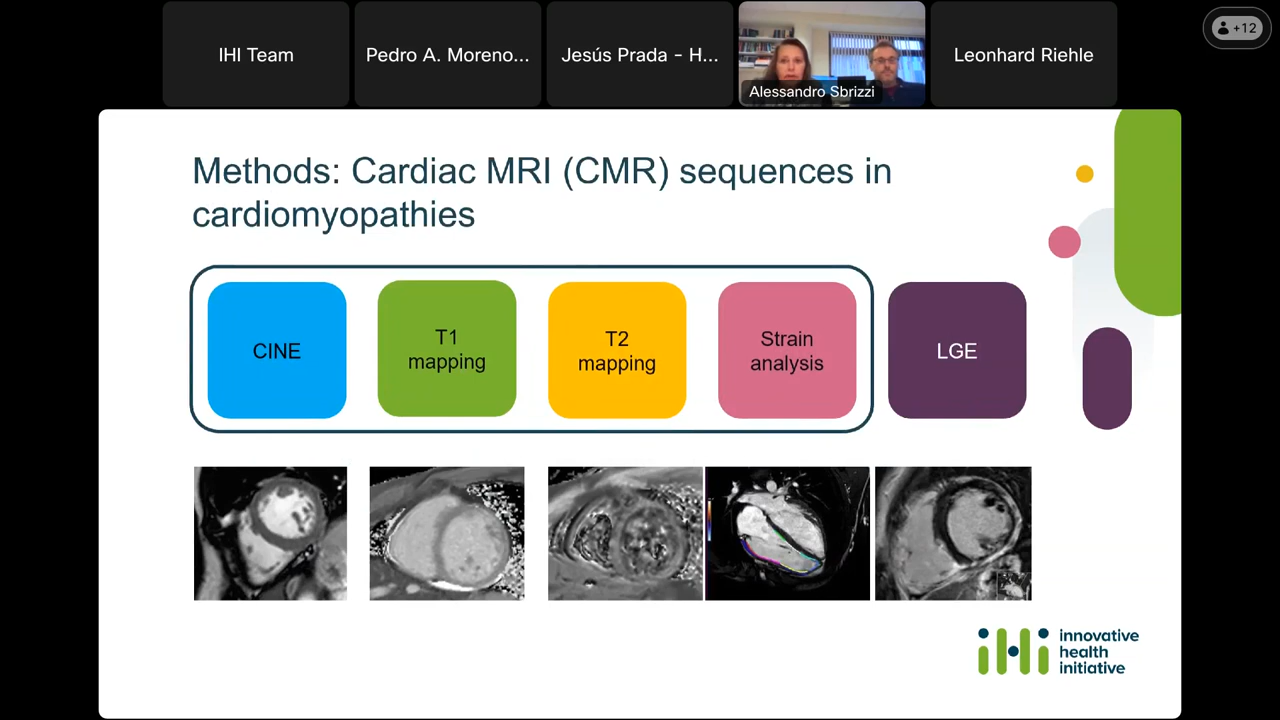 IHI Team
Pedro A. Moreno...
Jesús Prada - H...
Alessandro Sbrizzi
Leonhard Riehle
+12
Methods: Cardiac MRI (CMR) sequences in
cardiomyopathies
CINE
T1
mapping
T2
mapping
Strain
analysis
LGE
iHi
innovative
health
initiative